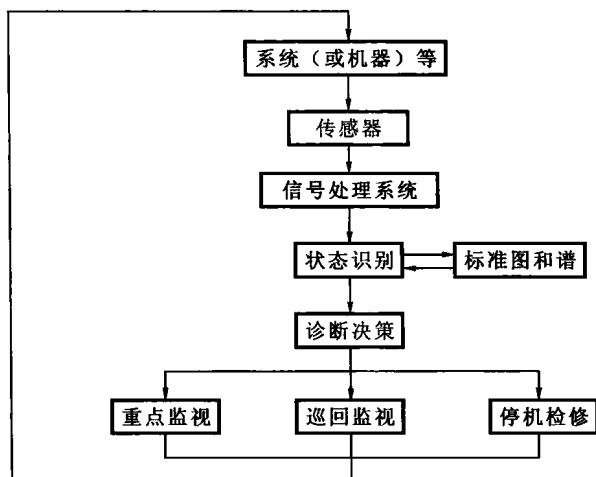 系统（或机器）等
传感器
信号处理系统
状态识别
标准图和谱
诊断决策
重点监视
巡回监视
停机检修